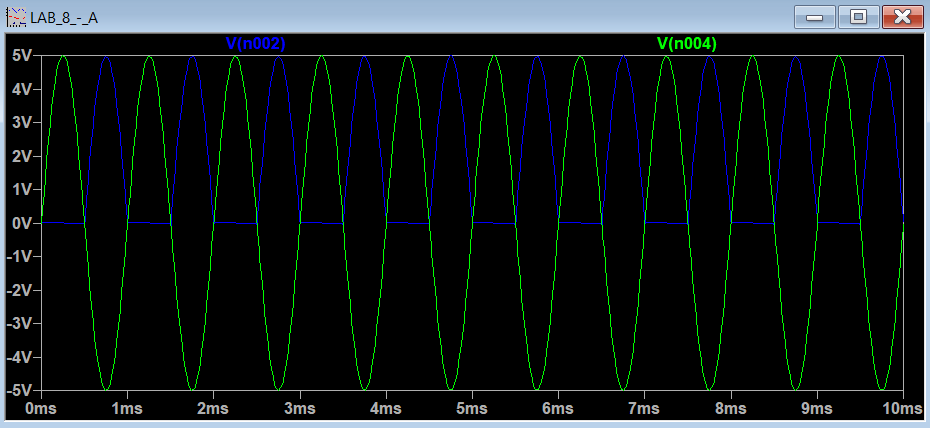 LAB_8_-_A
V(n002) V(n004)
5V
4V
3V
2V
1V
0V
-1V
-2V
-3V
-4V
-5V
0ms 1ms 2ms 3ms 4ms 5ms 6ms 7ms 8ms 9ms 10ms